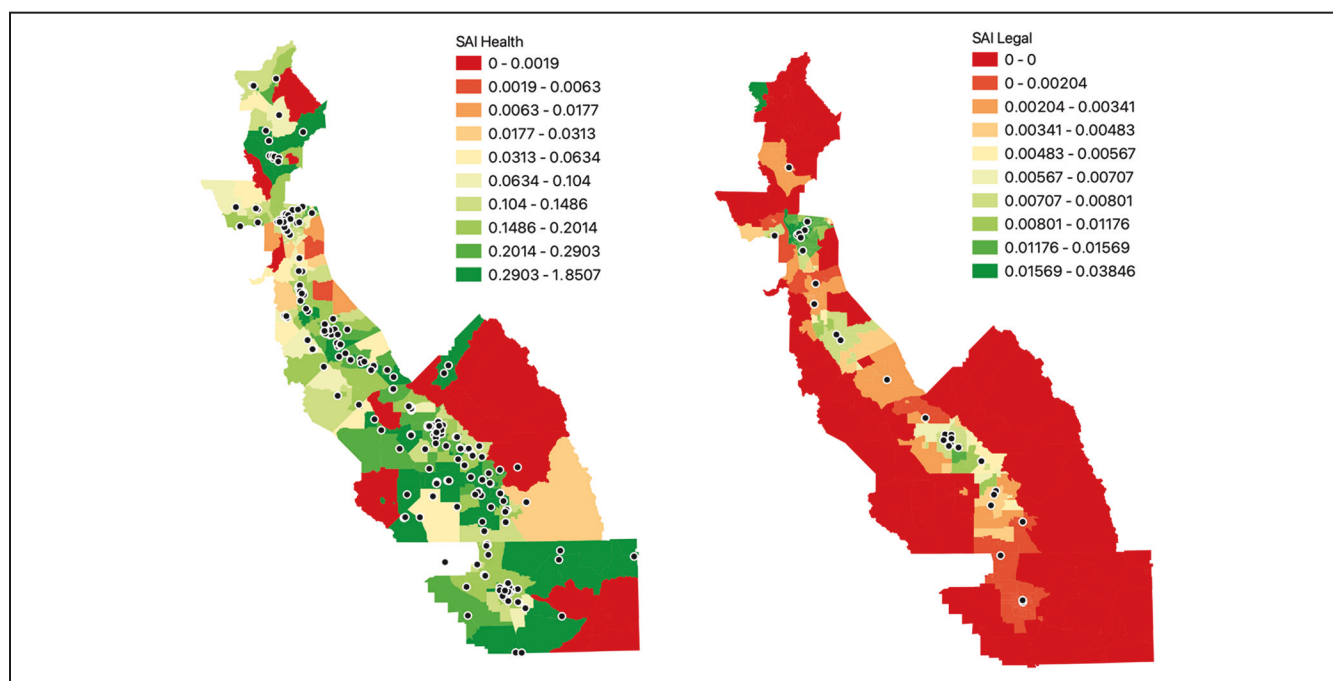 SAI Health
0 - 0.0019
0.0019 - 0.0063
0.0063 - 0.0177
0.0177 - 0.0313
0.0313 - 0.0634
0.0634 - 0.104
0.104 - 0.1486
0.1486 - 0.2014
0.2014 - 0.2903
0.2903 - 1.8507
SAI Legal
0 - 0
0 - 0.00204
0.00204 - 0.00341
0.00341 - 0.00483
0.00483 - 0.00567
0.00567 - 0.00707
0.00707 - 0.00801
0.00801 - 0.01176
0.01176 - 0.01569
0.01569 - 0.03846